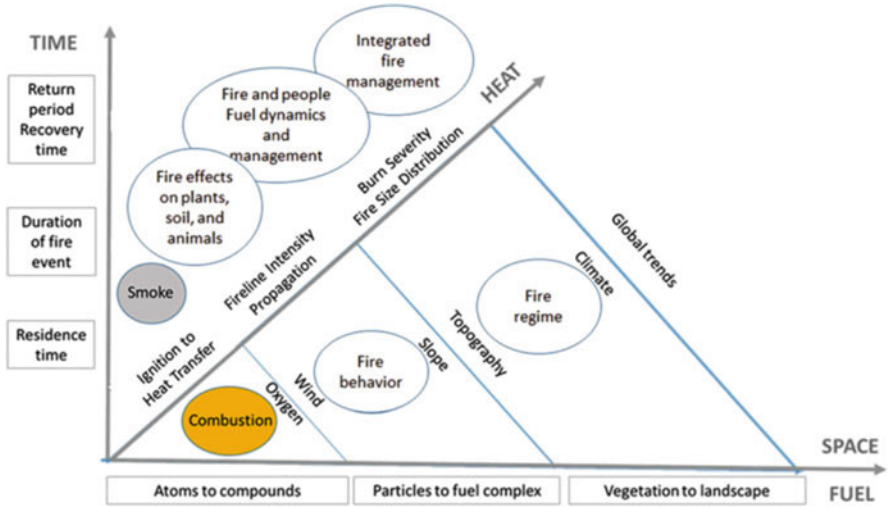 TIME
Return
period
Recovery
time
Duration
of fire
event
Residence
time
Integrated
fire
management
Fire and people
Fuel dynamics
and
management
Fire effects
on plants,
soil, and
animals
Smoke
HEAT
Burn Severity
Fire Size Distribution
Fireline Intensity
Propagation
Ignition to
Heat Transfer
Combustion
Oxygen
Wind
Fire
behavior
Slope
Topography
Fire
regime
Climate
Global trends
SPACE
FUEL
Atoms to compounds
Particles to fuel complex
Vegetation to landscape